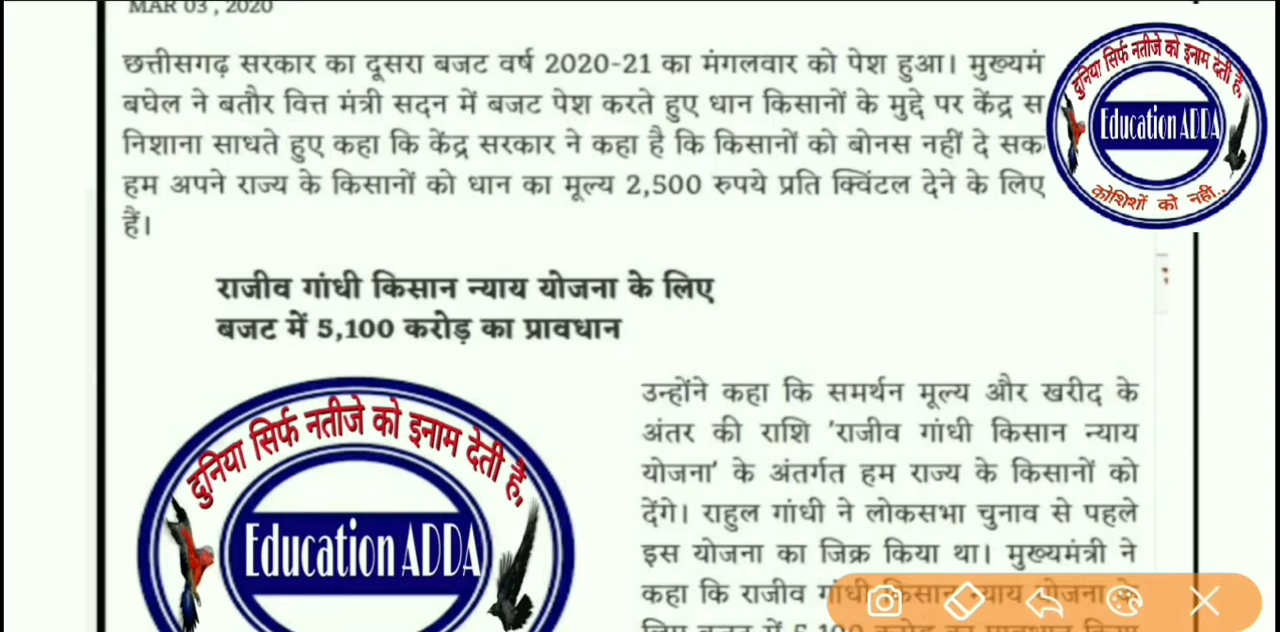 MAR 03 , 2020
छत्तीसगढ़ सरकार का दूसरा बजट वर्ष 2020-21 का मंगलवार को पेश हुआ। मुख्यमं
बघेल ने बतौर वित्त मंत्री सदन में बजट पेश करते हुए धान किसानों के मुद्दे पर केंद्र स
निशाना साधते हुए कहा कि केंद्र सरकार ने कहा है कि किसानों को बोनस नहीं दे सक
हम अपने राज्य के किसानों को धान का मूल्य 2,500 रुपये प्रति क्विंटल देने के लिए
हैं।
दुनिया सिर्फ नतीजे को इनाम देती हैं,
Education ADDA
कोशिशों को नही..
राजीव गांधी किसान न्याय योजना के लिए
बजट में 5,100 करोड़ का प्रावधान
दुनिया सिर्फ नतीजे को इनाम देती हैं,
Education ADDA
उन्होंने कहा कि समर्थन मूल्य और खरीद के
अंतर की राशि 'राजीव गांधी किसान न्याय
योजना' के अंतर्गत हम राज्य के किसानों को
देंगे। राहुल गांधी ने लोकसभा चुनाव से पहले
इस योजना का जिक्र किया था। मुख्यमंत्री ने
कहा कि राजीव गांधी किसान न्याय योजना के